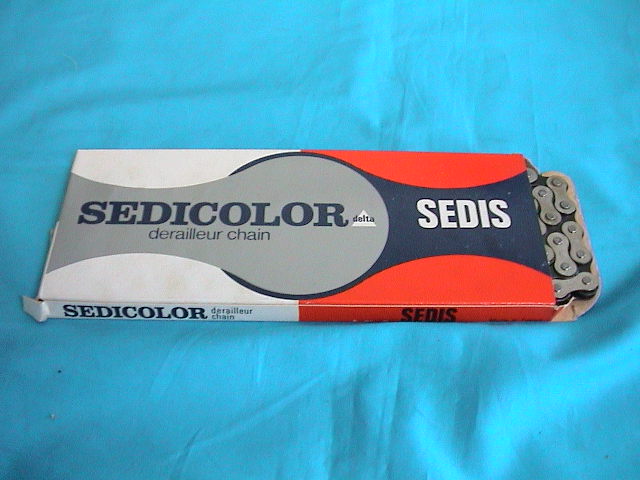 SEDICOLOR delta
derailleur chain
SEDIS
SEDICOLOR derailleur
chain
SEDIS